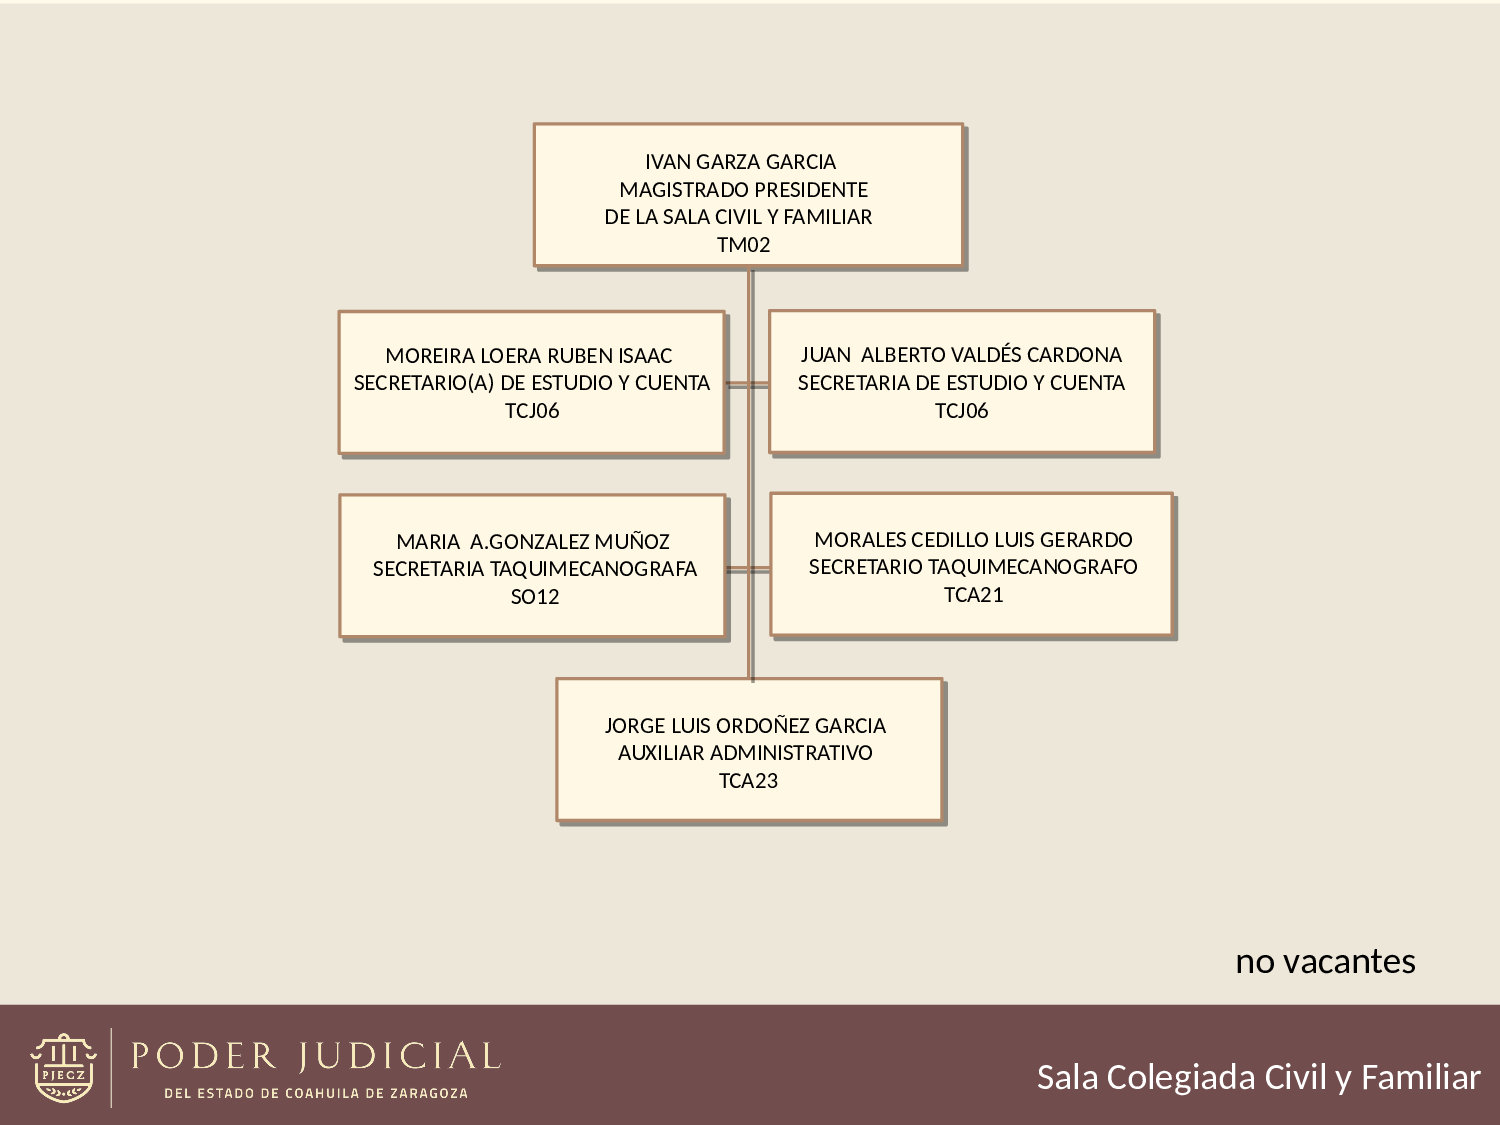 IVAN GARZA GARCIA
MAGISTRADO PRESIDENTE
DE LA SALA CIVIL Y FAMILIAR
TM02
MOREIRA LOERA RUBEN ISAAC
SECRETARIO(A) DE ESTUDIO Y CUENTA
TCJ06
JUAN ALBERTO VALDÉS CARDONA
SECRETARIA DE ESTUDIO Y CUENTA
TCJ06
MARIA A.GONZALEZ MUÑOZ
SECRETARIA TAQUIMECANOGRAFA
SO12
MORALES CEDILLO LUIS GERARDO
SECRETARIO TAQUIMECANOGRAFO
TCA21
JORGE LUIS ORDOÑEZ GARCIA
AUXILIAR ADMINISTRATIVO
TCA23
no vacantes
PJECZ
PODER JUDICIAL
DEL ESTADO DE COAHUILA DE ZARAGOZA
Sala Colegiada Civil y Familiar